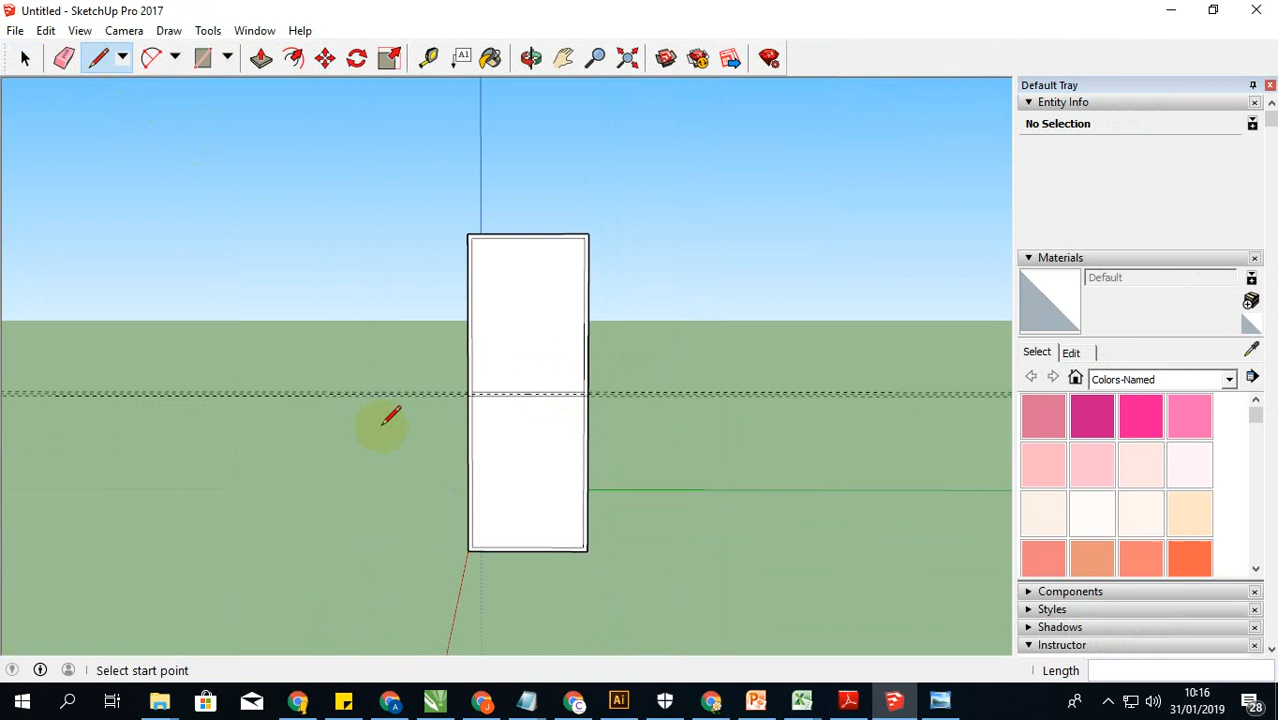 Untitled - SketchUp Pro 2017
File Edit View Camera Draw Tools Window Help
A1
Default Tray
Entity Info
No Selection
Materials
Default
Select Edit
Colors-Named
Components
Styles
Shadows
Instructor
Select start point
Length
10:16
31/01/2019
28